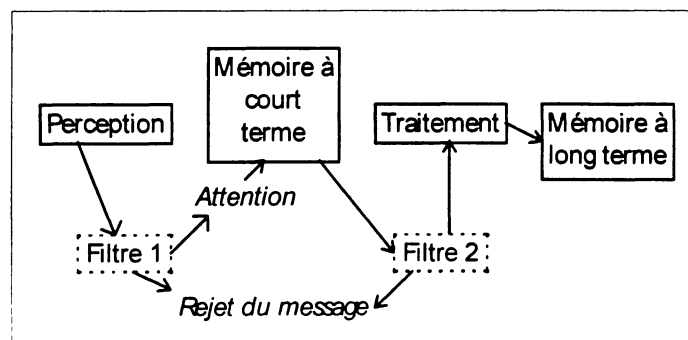 Mémoire à
court
terme
Perception
Traitement
Mémoire à
long terme
Attention
Filtre 1
Filtre 2
Rejet du message